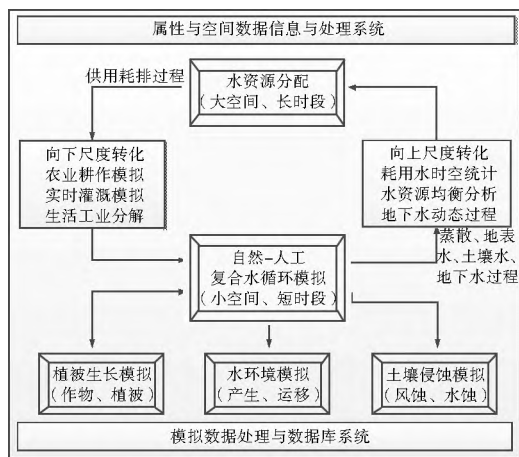 属性与空间数据信息与处理系统
供用耗排过程
水资源分配
(大空间、长时段)
向下尺度转化
农业耕作模拟
实时灌溉模拟
生活工业分解
向上尺度转化
耗用水时空统计
水资源均衡分析
地下水动态过程
蒸散、地表
水、土壤水、
地下水过程
自然-人工
复合水循环模拟
(小空间、短时段)
植被生长模拟
(作物、植被)
水环境模拟
(产生、运移)
土壤侵蚀模拟
(风蚀、水蚀)
模拟数据处理与数据库系统